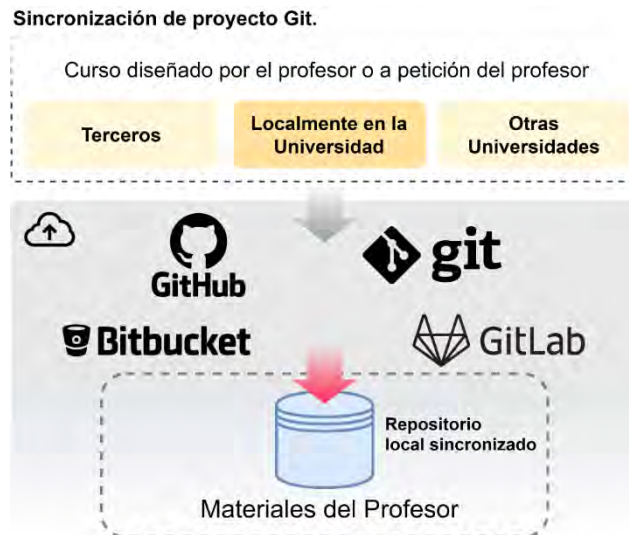 Sincronización de proyecto Git.
Curso diseñado por el profesor o a petición del profesor
Terceros
Localmente en la
Universidad
Otras
Universidades
GitHub
git
Bitbucket
GitLab
Repositorio
local sincronizado
Materiales del Profesor